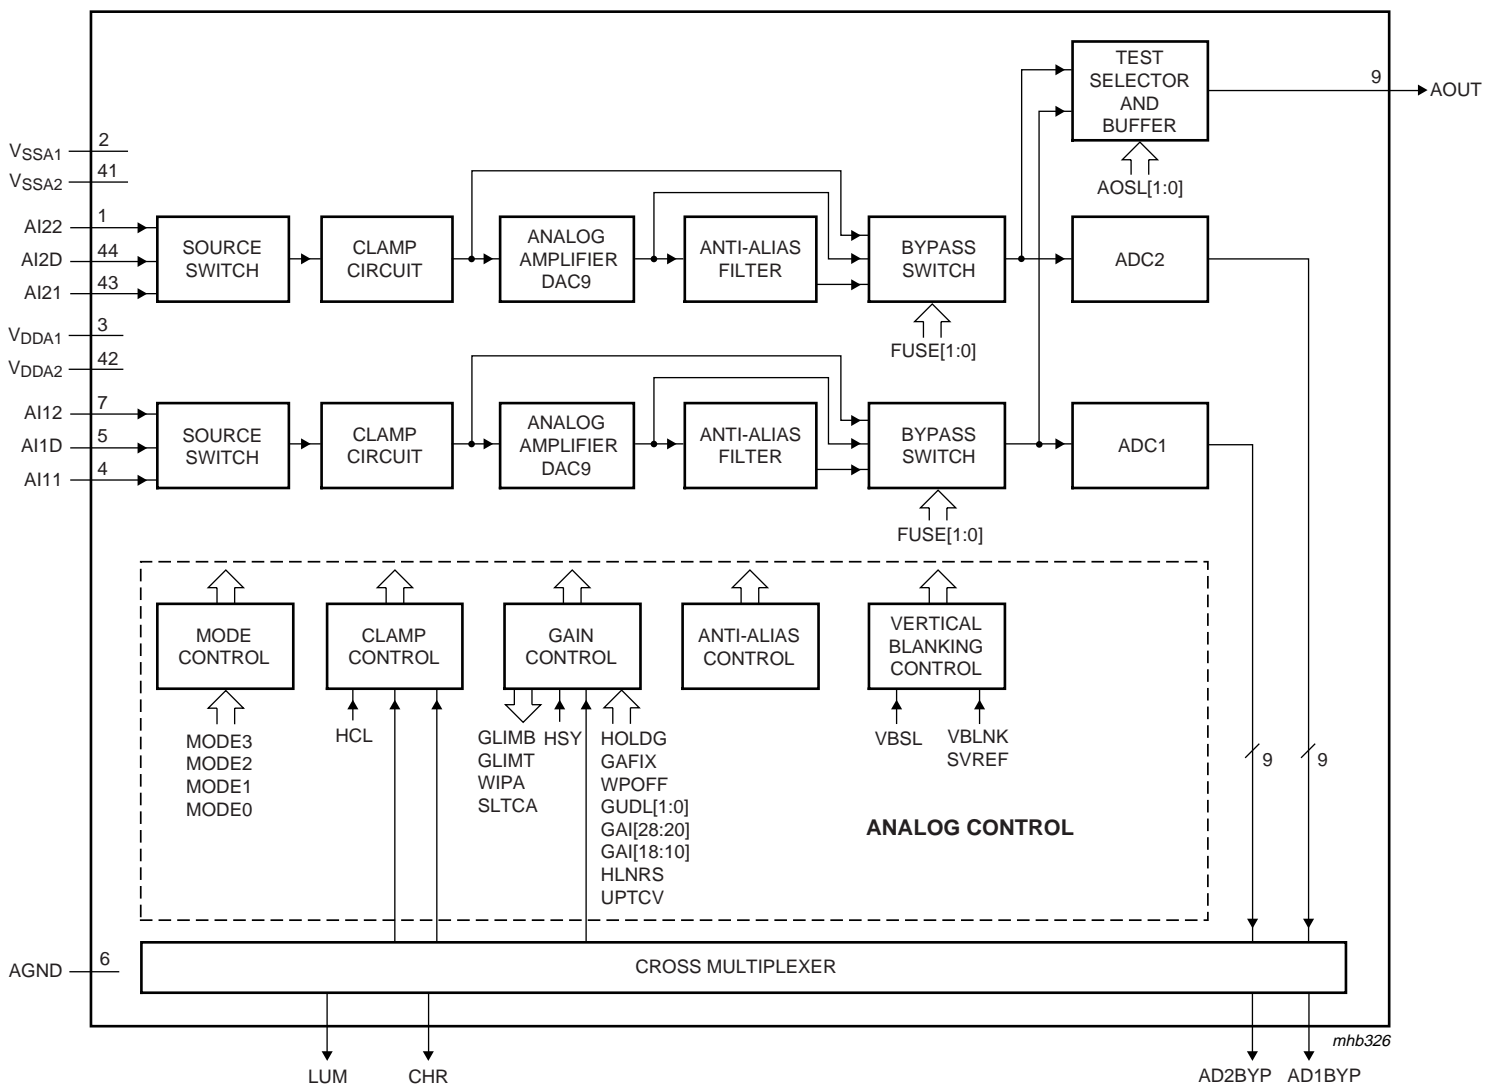 TEST
SELECTOR
AND
BUFFER
9
AOUT
AOSL[1:0]
VSSA1
2
VSSA2
41
AI22
1
AI2D
44
AI21
43
SOURCE
SWITCH
CLAMP
CIRCUIT
ANALOG
AMPLIFIER
DAC9
ANTI-ALIAS
FILTER
BYPASS
SWITCH
ADC2
FUSE[1:0]
VDDA1
3
VDDA2
42
AI12
7
AI1D
5
AI11
4
SOURCE
SWITCH
CLAMP
CIRCUIT
ANALOG
AMPLIFIER
DAC9
ANTI-ALIAS
FILTER
BYPASS
SWITCH
ADC1
FUSE[1:0]
MODE
CONTROL
CLAMP
CONTROL
GAIN
CONTROL
ANTI-ALIAS
CONTROL
VERTICAL
BLANKING
CONTROL
MODE3
MODE2
MODE1
MODE0
HCL
GLIMB
GLIMT
WIPA
SLTCA
HSY
HOLDG
GAFIX
WPOFF
GUDL[1:0]
GAI[28:20]
GAI[18:10]
HLNRS
UPTCV
VBSL
VBLNK
SVREF
9
9
ANALOG CONTROL
AGND
6
CROSS MULTIPLEXER
mhb326
LUM
CHR
AD2BYP
AD1BYP